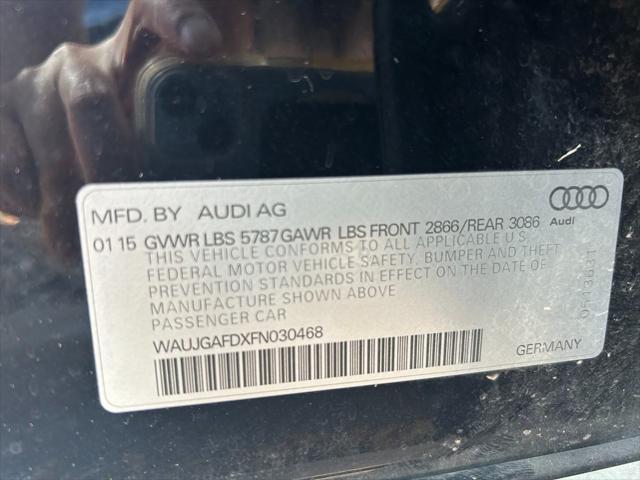 MFD. BY AUDI AG
Audi
01 15 GVWR LBS 5787GAWR LBS FRONT 2866/REAR 3086
THIS VEHICLE CONFORMS TO ALL APPLICABLE U S
FEDERAL MOTOR VEHICLE SAFETY, BUMPER AND THEFT
PREVENTION STANDARDS IN EFFECT ON THE DATE OF
MANUFACTURE SHOWN ABOVE
PASSENGER CAR
WAUJGAFDXFN030468
GERMANY